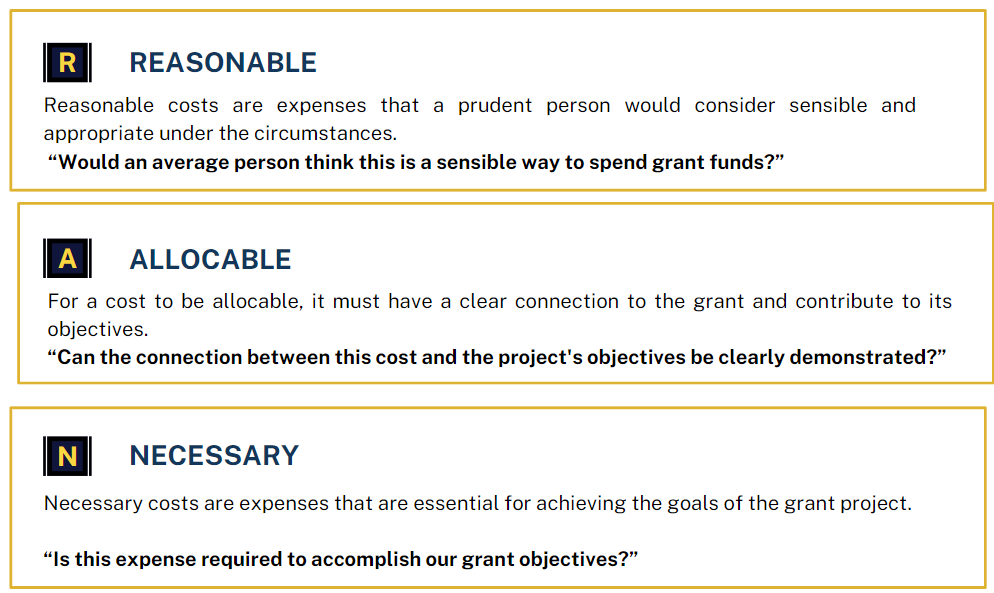 R REASONABLE
Reasonable costs are expenses that a prudent person would consider sensible and
appropriate under the circumstances.
“Would an average person think this is a sensible way to spend grant funds?”
A ALLOCABLE
For a cost to be allocable, it must have a clear connection to the grant and contribute to its
objectives.
“Can the connection between this cost and the project's objectives be clearly demonstrated?”
N NECESSARY
Necessary costs are expenses that are essential for achieving the goals of the grant project.
“Is this expense required to accomplish our grant objectives?”